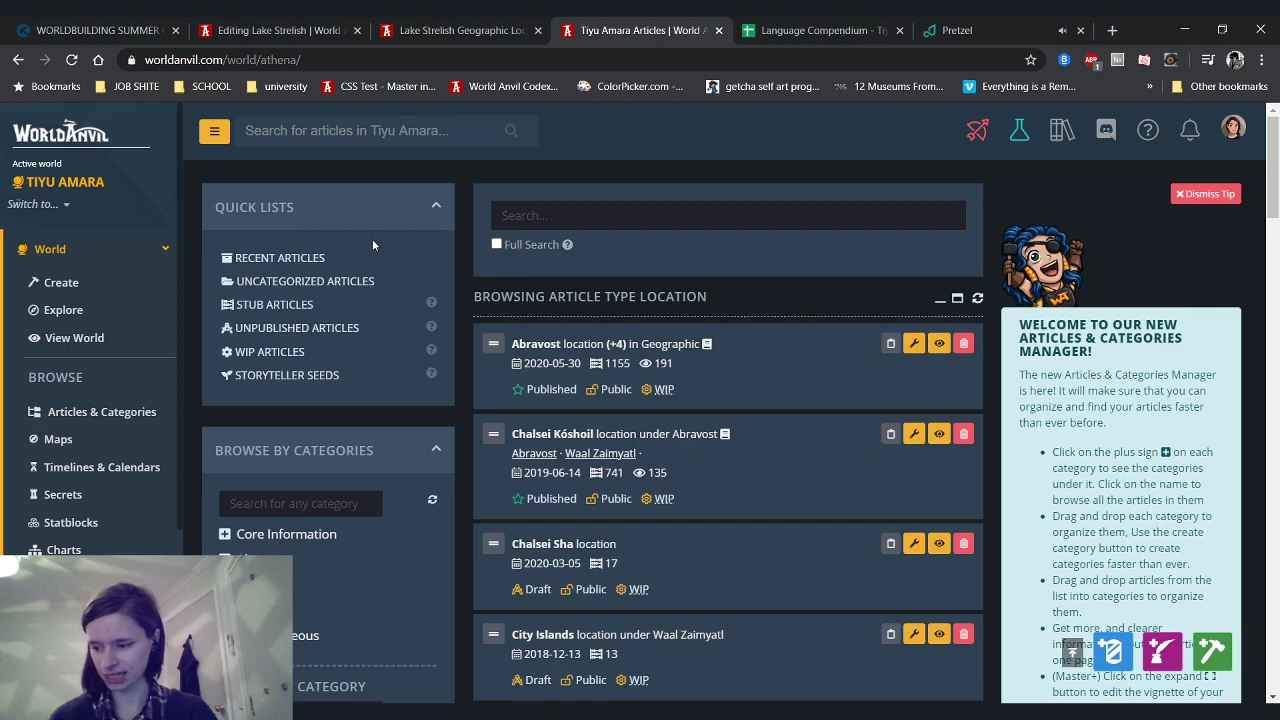 WORLDBUILDING SUMMER
Editing Lake Strelish | World A
Lake Strelish Geographic Loc
Tiyu Amara Articles | World A
Language Compendium - Tiy
Pretzel
worldanvil.com/world/athena/
Bookmarks
JOB SHITE
SCHOOL
university
CSS Test - Master in...
World Anvil Codex...
ColorPicker.com -...
getcha self art prog...
12 Museums From...
Everything is a Rem...
Other bookmarks
WORLDANVIL
Active world
TIYU AMARA
Switch to...
World
Create
Explore
View World
BROWSE
Articles & Categories
Maps
Timelines & Calendars
Secrets
Statblocks
Charts
Search for articles in Tiyu Amara...
QUICK LISTS
RECENT ARTICLES
UNCATEGORIZED ARTICLES
STUB ARTICLES
UNPUBLISHED ARTICLES
WIP ARTICLES
STORYTELLER SEEDS
BROWSE BY CATEGORIES
Search for any category
Core Information
eous
CATEGORY
Search...
Full Search
BROWSING ARTICLE TYPE LOCATION
Abravost location (+4) in Geographic
2020-05-30 1155 191
Published Public WIP
Chalsei Kóshoil location under Abravost
Abravost · Waal Zaimyatl ·
2019-06-14 741 135
Published Public WIP
Chalsei Sha location
2020-03-05 17
Draft Public WIP
City Islands location under Waal Zaimyatl
2018-12-13 13
Draft Public WIP
Dismiss Tip
WELCOME TO OUR NEW
ARTICLES & CATEGORIES
MANAGER!
The new Articles & Categories
Manager
is here! It will make sure that you can
organize and find your articles faster
than ever before.
• Click on the plus sign on each
category to see the categories
under it. Click on the name to
browse all the articles in them
• Drag and drop each category to
organize them, Use the create
category button to create
categories faster than ever.
• Drag and drop articles from the
list into categories to organize
them.
• Get more, and clearer
• (Master+) Click on the expand
button to edit the vignette of your